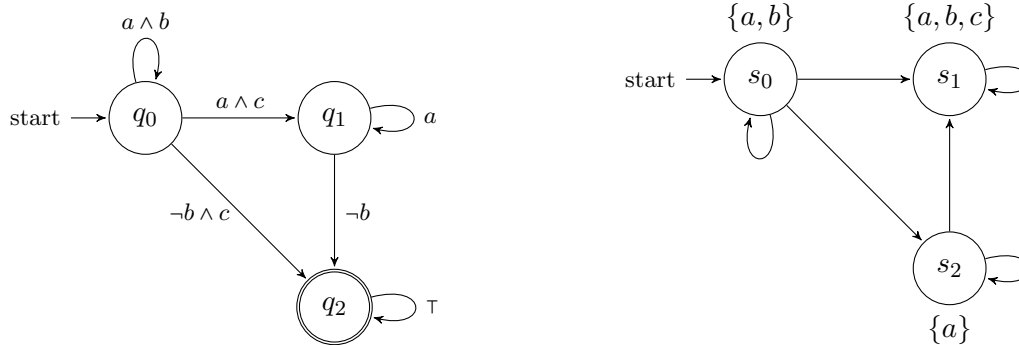 a ∧ b
start
q₀
a ∧ c
q₁
a
¬b ∧ c
¬b
q₂
⊤
{a, b}
{a, b, c}
start
s₀
s₁
s₂
{a}